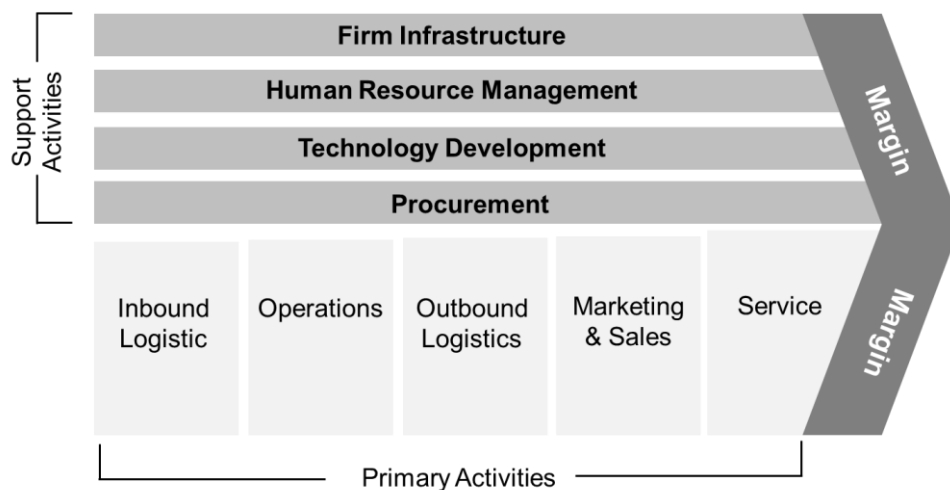 Support
Activities
Firm Infrastructure
Human Resource Management
Technology Development
Procurement
Margin
Inbound
Logistic
Operations
Outbound
Logistics
Marketing
& Sales
Service
Margin
Primary Activities